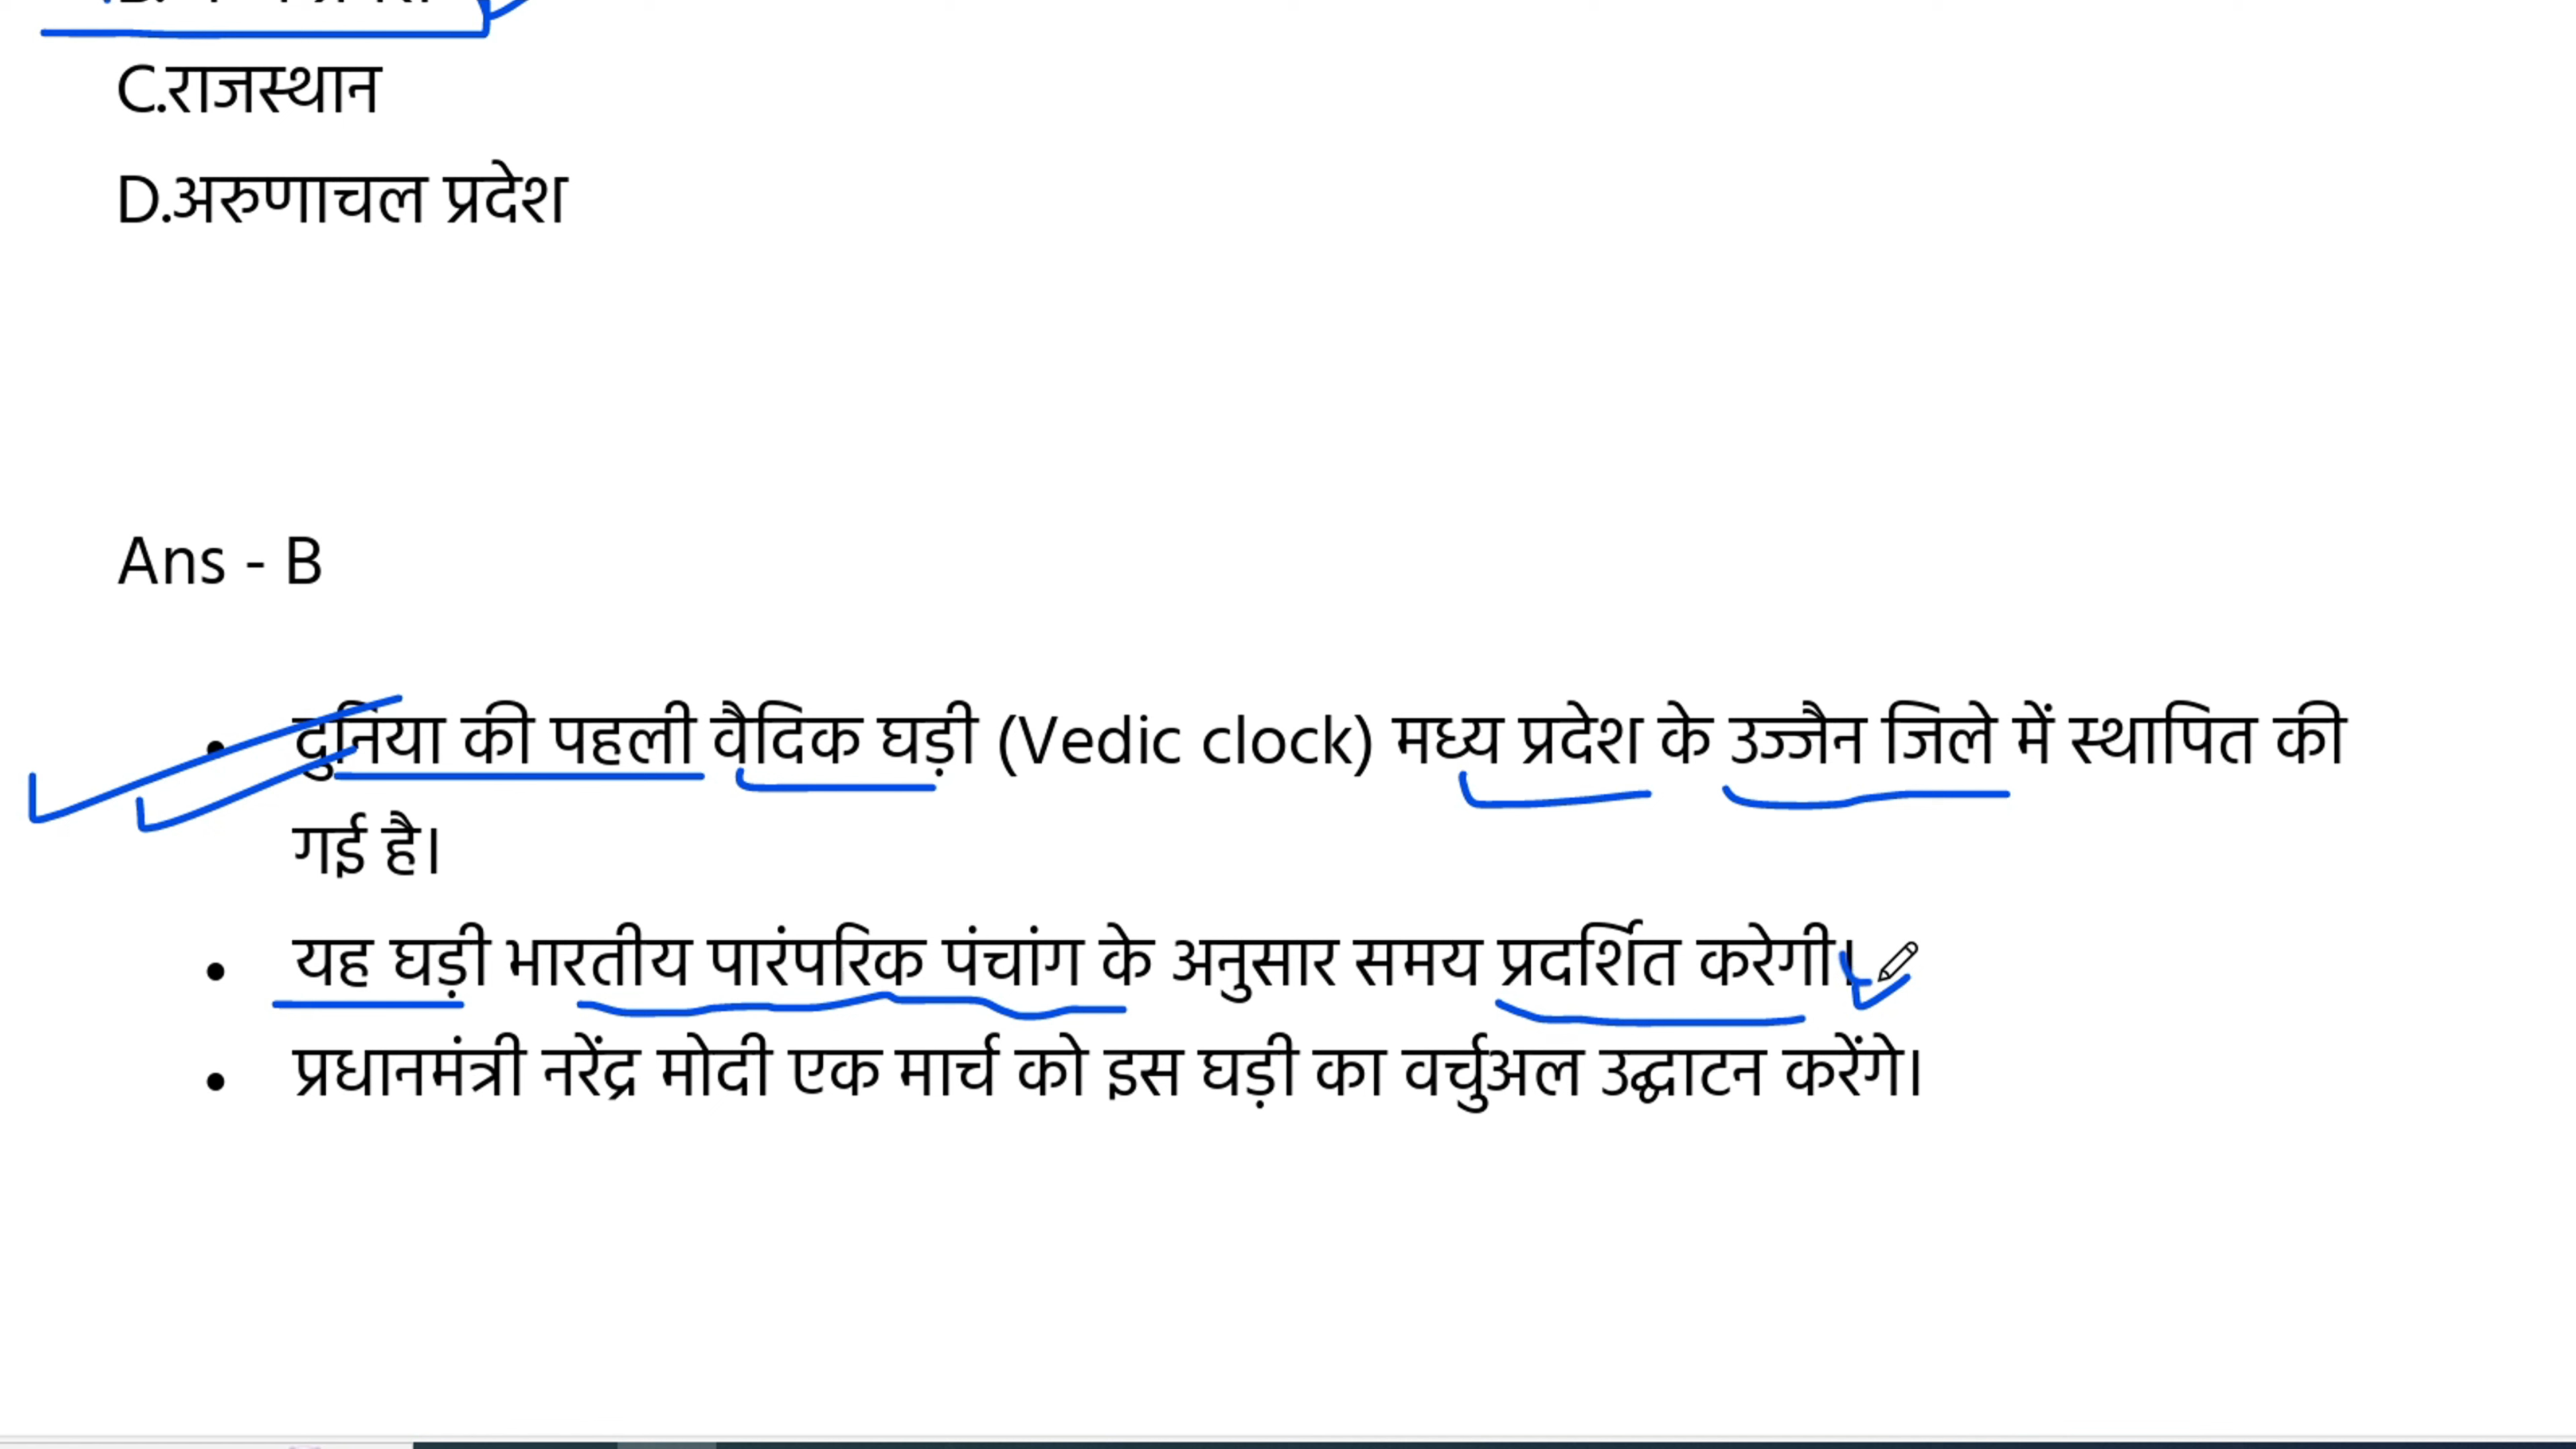 C.राजस्थान
D.अरुणाचल प्रदेश
Ans - B
• दुनिया की पहली वैदिक घड़ी (Vedic clock) मध्य प्रदेश के उज्जैन जिले में स्थापित की
गई है।
• यह घड़ी भारतीय पारंपरिक पंचांग के अनुसार समय प्रदर्शित करेगी।
• प्रधानमंत्री नरेंद्र मोदी एक मार्च को इस घड़ी का वर्चुअल उद्घाटन करेंगे।